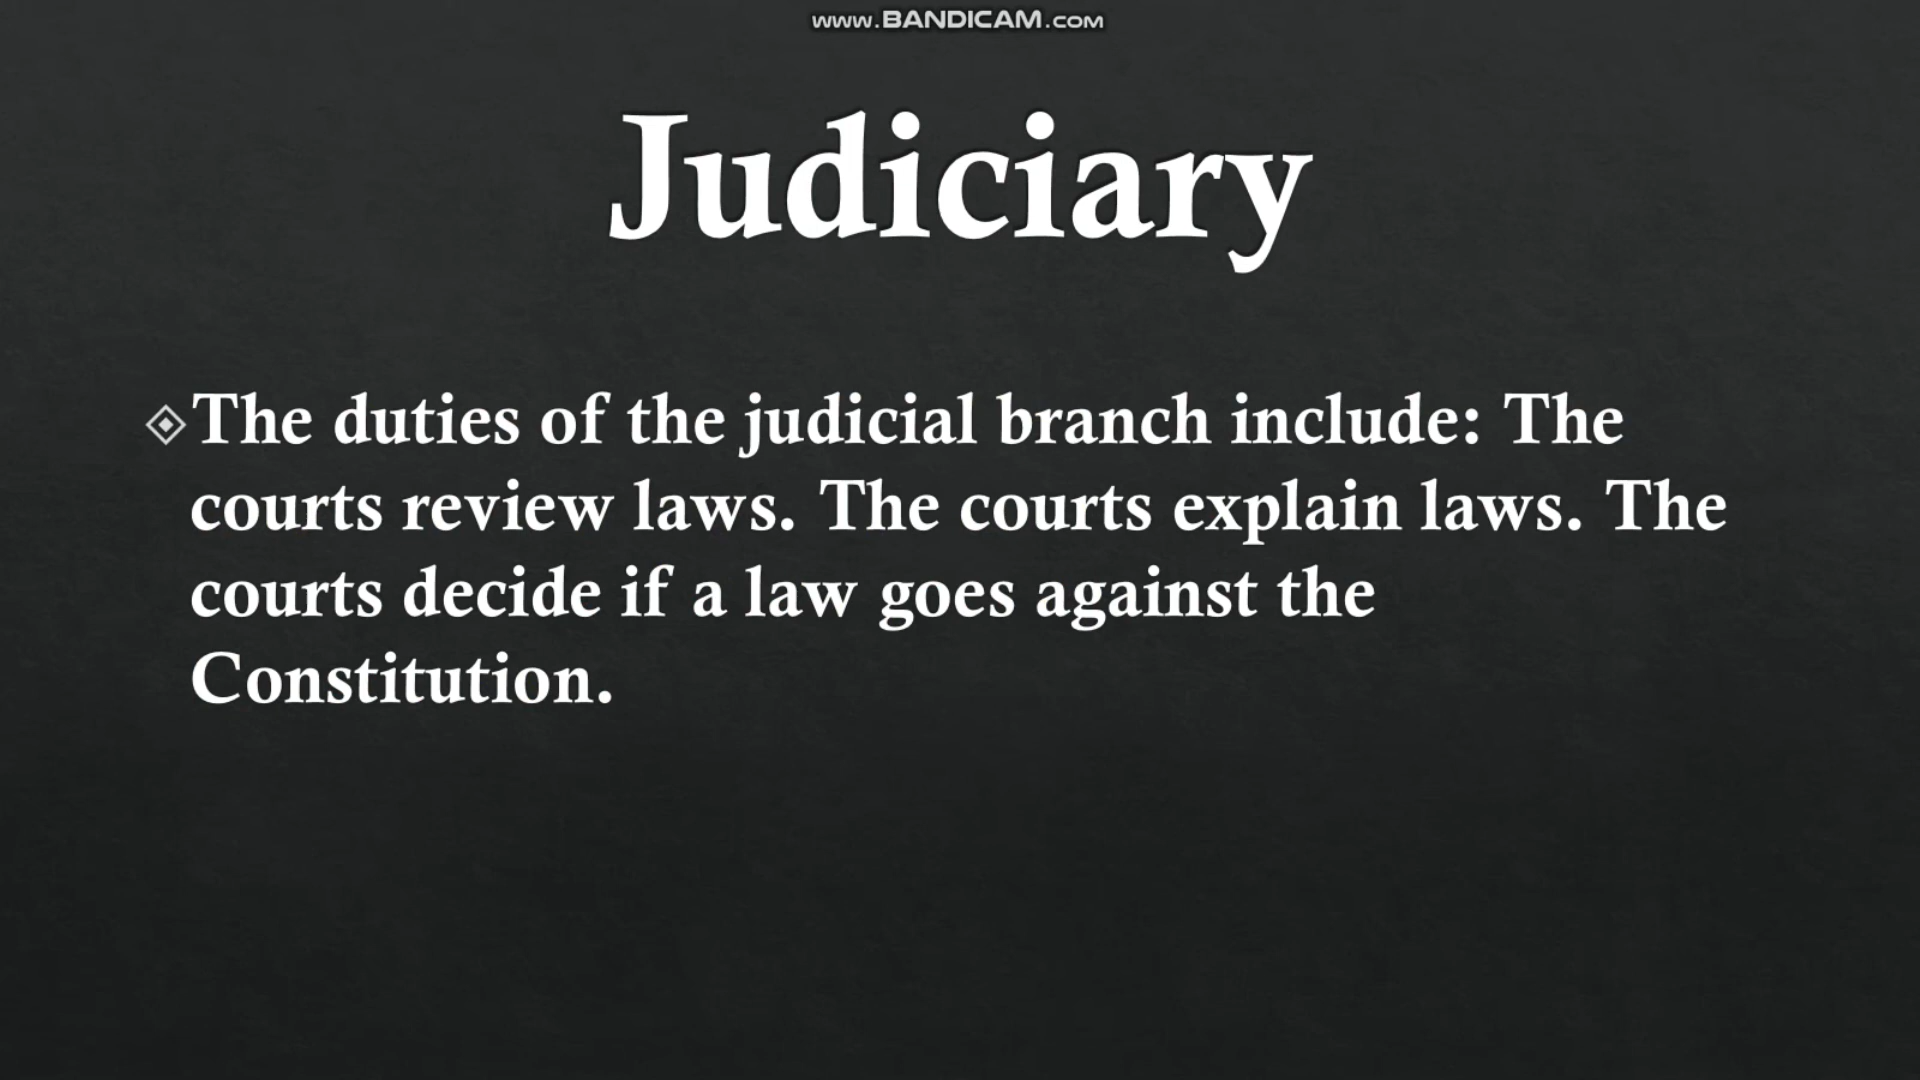 www.BANDICAM.com
Judiciary
The duties of the judicial branch include: The
courts review laws. The courts explain laws. The
courts decide if a law goes against the
Constitution.